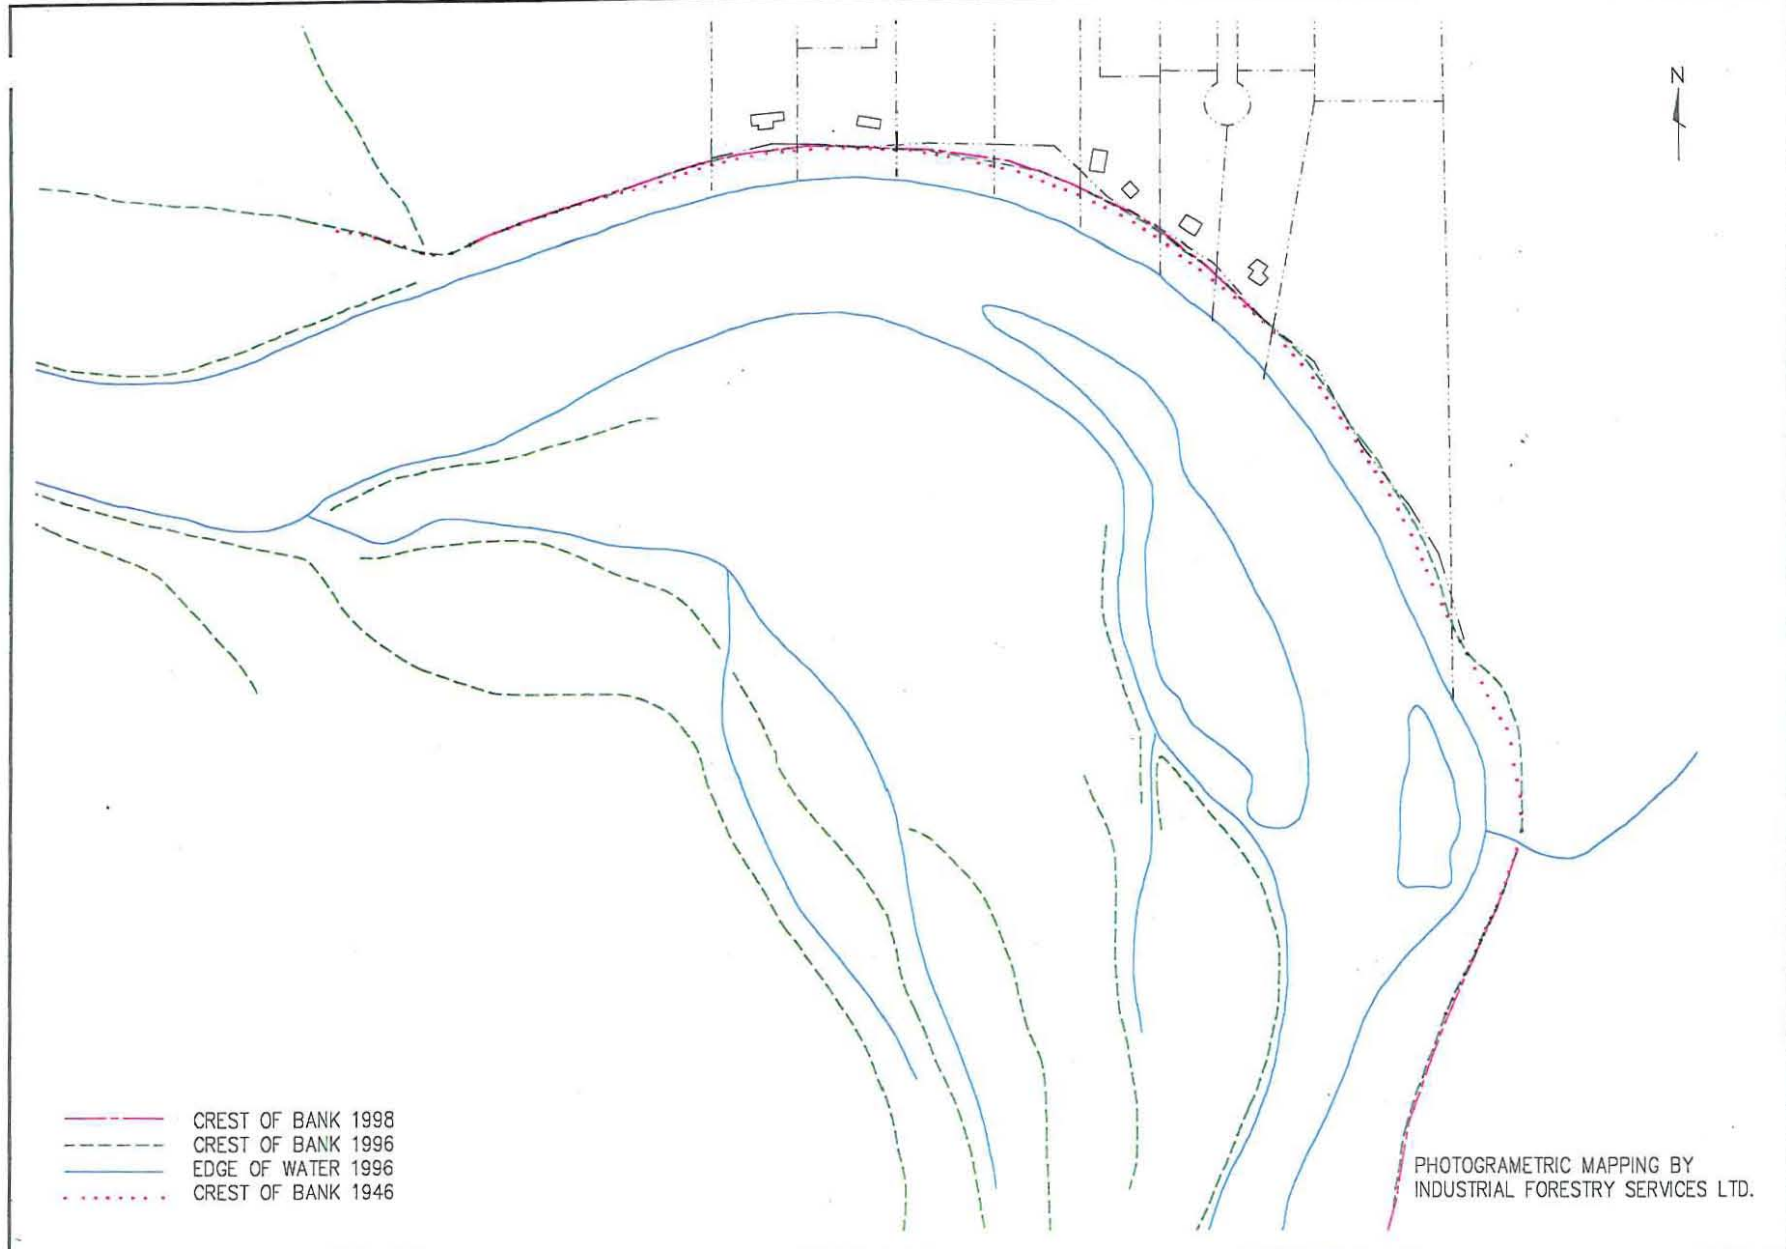 N
CREST OF BANK 1998
CREST OF BANK 1996
EDGE OF WATER 1996
CREST OF BANK 1946
PHOTOGRAMETRIC MAPPING BY
INDUSTRIAL FORESTRY SERVICES LTD.